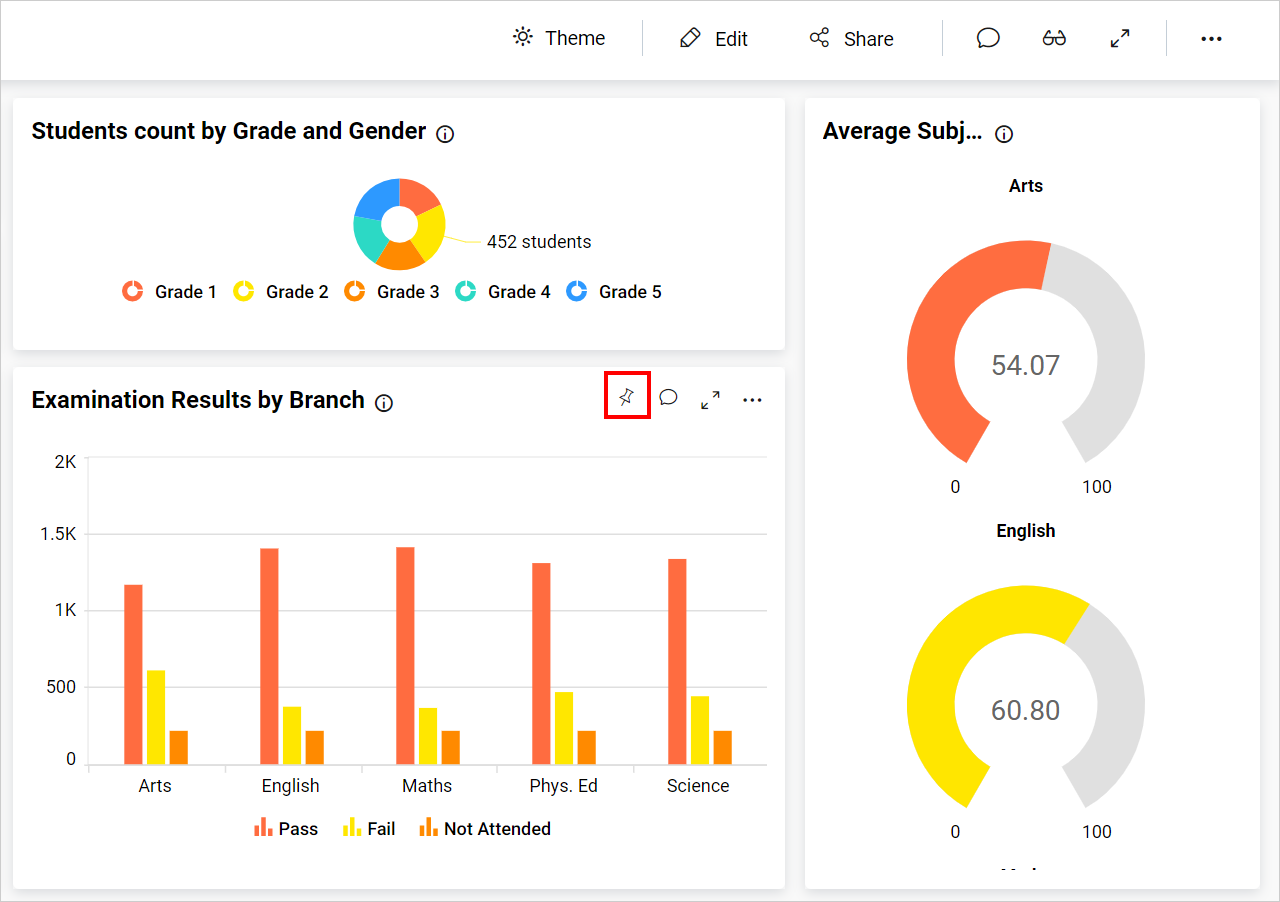 Theme
Edit
Share
Students count by Grade and Gender
452 students
Grade 1 Grade 2 Grade 3 Grade 4 Grade 5
Examination Results by Branch
2K
1.5K
1K
500
0
Arts English Maths Phys. Ed Science
Pass Fail Not Attended
Average Subj...
Arts
54.07
0 100
English
60.80
0 100